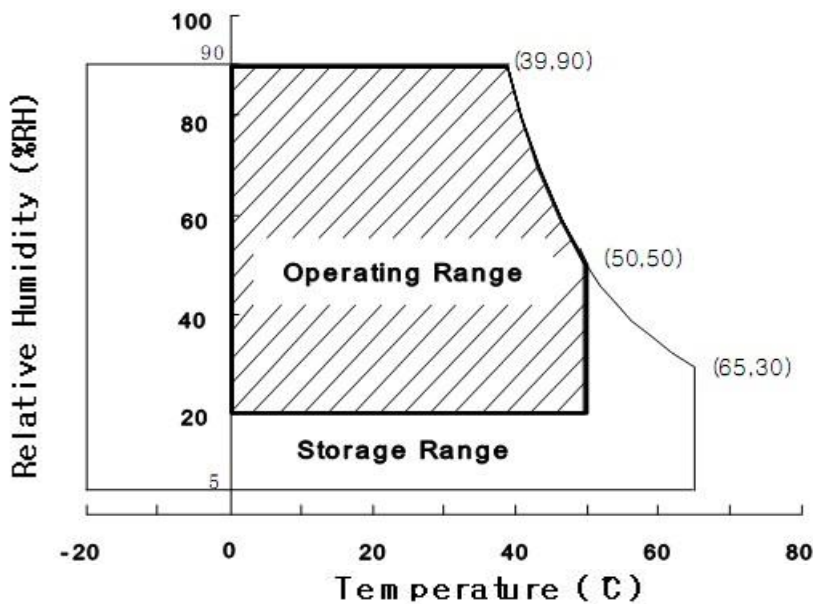 100
90
(39,90)
80
60
Operating Range
(50,50)
40
(65,30)
20
Storage Range
5
-20 0 20 40 60 80
Temperature (℃)
Relative Humidity (%RH)